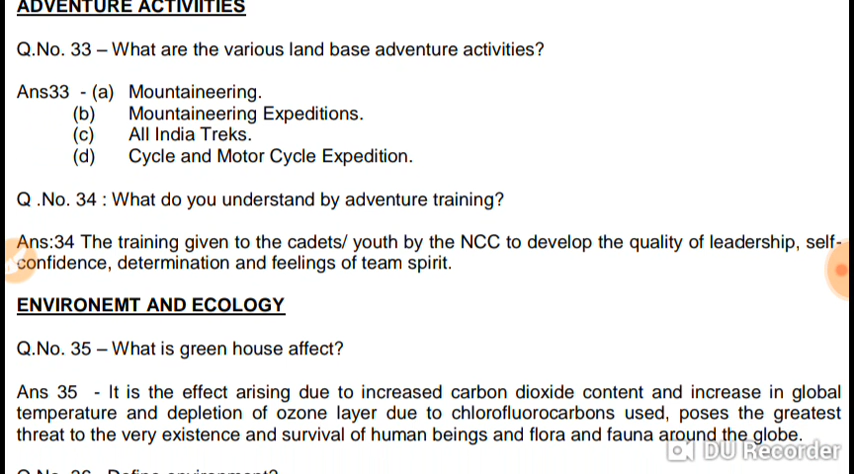 ADVENTURE ACTIVIITIES
Q.No. 33 – What are the various land base adventure activities?
Ans33 - (a) Mountaineering.
(b) Mountaineering Expeditions.
(c) All India Treks.
(d) Cycle and Motor Cycle Expedition.
Q .No. 34 : What do you understand by adventure training?
Ans:34 The training given to the cadets/ youth by the NCC to develop the quality of leadership, self-
confidence, determination and feelings of team spirit.
ENVIRONEMT AND ECOLOGY
Q.No. 35 – What is green house affect?
Ans 35 - It is the effect arising due to increased carbon dioxide content and increase in global
temperature and depletion of ozone layer due to chlorofluorocarbons used, poses the greatest
threat to the very existence and survival of human beings and flora and fauna around the globe.
DU Recorder